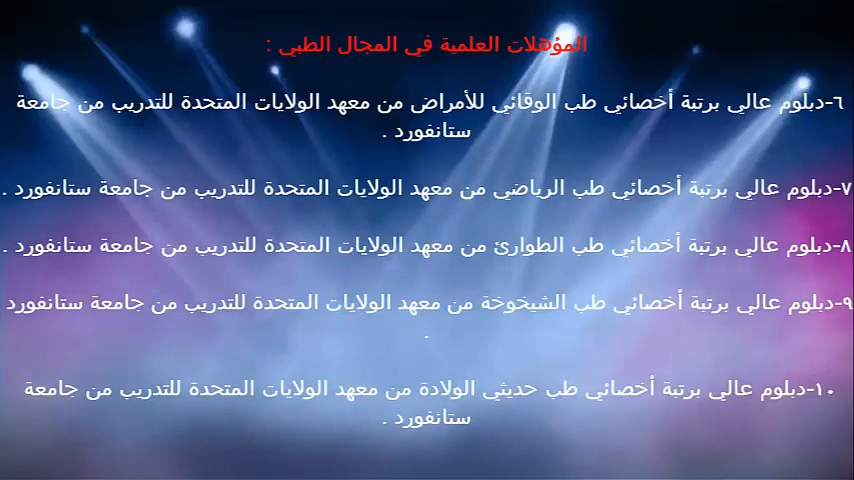 المؤهلات العلمية في المجال الطبي :
٦-دبلوم عالي برتبة أخصائي طب الوقائي للأمراض من معهد الولايات المتحدة للتدريب من جامعة
ستانفورد .
٧-دبلوم عالي برتبة أخصائي طب الرياضي من معهد الولايات المتحدة للتدريب من جامعة ستانفورد .
٨-دبلوم عالي برتبة أخصائي طب الطوارئ من معهد الولايات المتحدة للتدريب من جامعة ستانفورد .
٩-دبلوم عالي برتبة أخصائي طب الشيخوخة من معهد الولايات المتحدة للتدريب من جامعة ستانفورد
.
١٠-دبلوم عالي برتبة أخصائي طب حديثي الولادة من معهد الولايات المتحدة للتدريب من جامعة
ستانفورد .